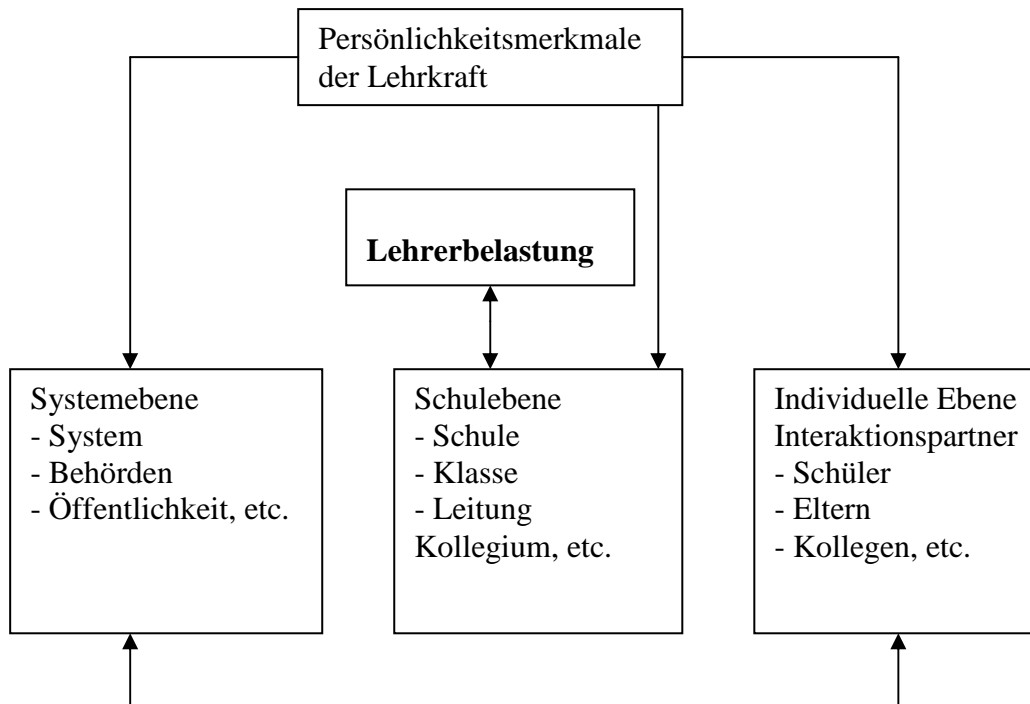 Persönlichkeitsmerkmale
der Lehrkraft
Lehrerbelastung
Systemebene
- System
- Behörden
- Öffentlichkeit, etc.
Schulebene
- Schule
- Klasse
- Leitung
Kollegium, etc.
Individuelle Ebene
Interaktionspartner
- Schüler
- Eltern
- Kollegen, etc.